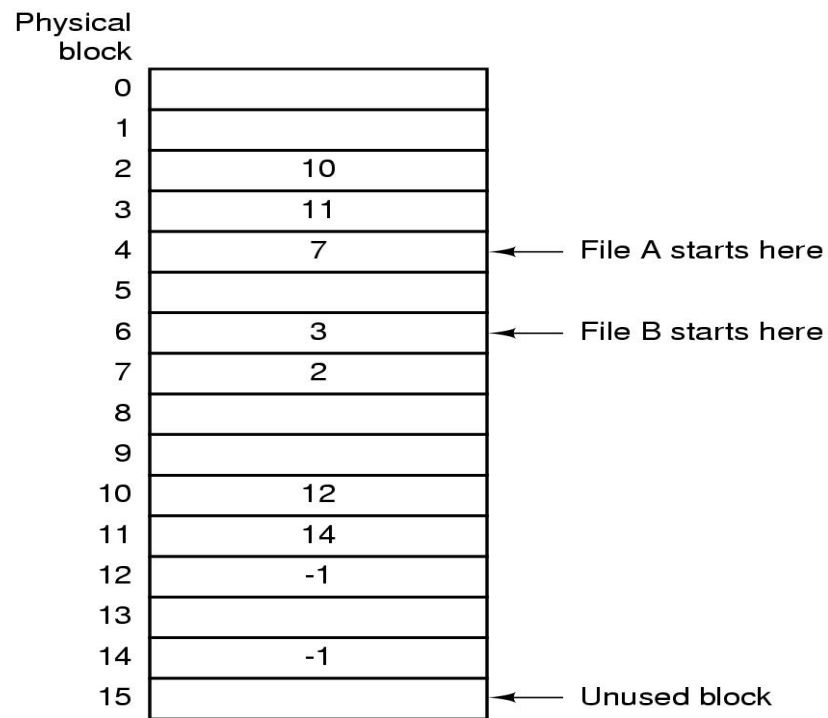 Physical
block
0
1
2 10
3 11
4 7 File A starts here
5
6 3 File B starts here
7 2
8
9
10 12
11 14
12 -1
13
14 -1
15 Unused block